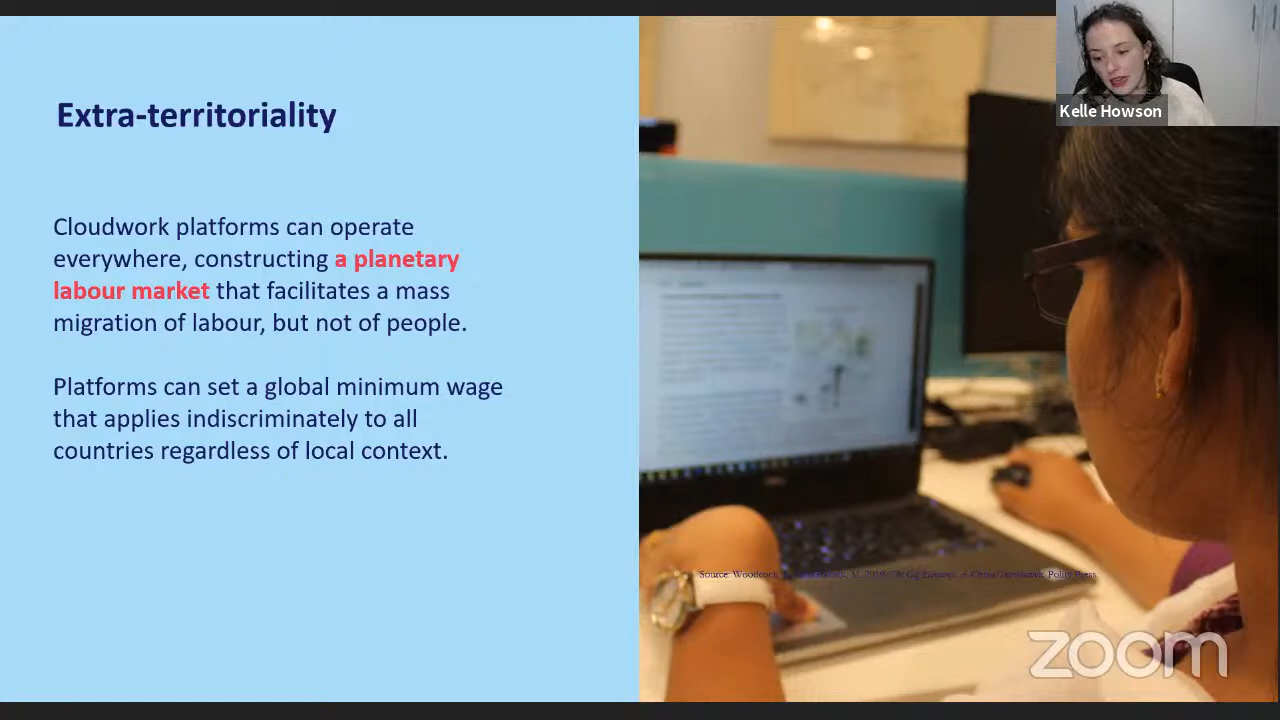 Kelle Howson
Extra-territoriality
Cloudwork platforms can operate
everywhere, constructing a planetary
labour market that facilitates a mass
migration of labour, but not of people.
Platforms can set a global minimum wage
that applies indiscriminately to all
countries regardless of local context.
Source: Woodcock, Polity Press
zoom